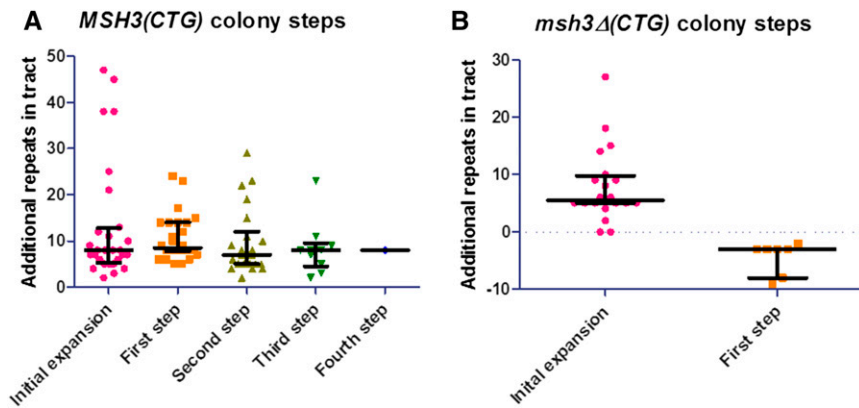 A
MSH3(CTG) colony steps
Additional repeats in tract
50
40
30
20
10
0
Initial expansion
First step
Second step
Third step
Fourth step
B
msh3Δ(CTG) colony steps
Additional repeats in tract
30
20
10
0
-10
Inital expansion
First step